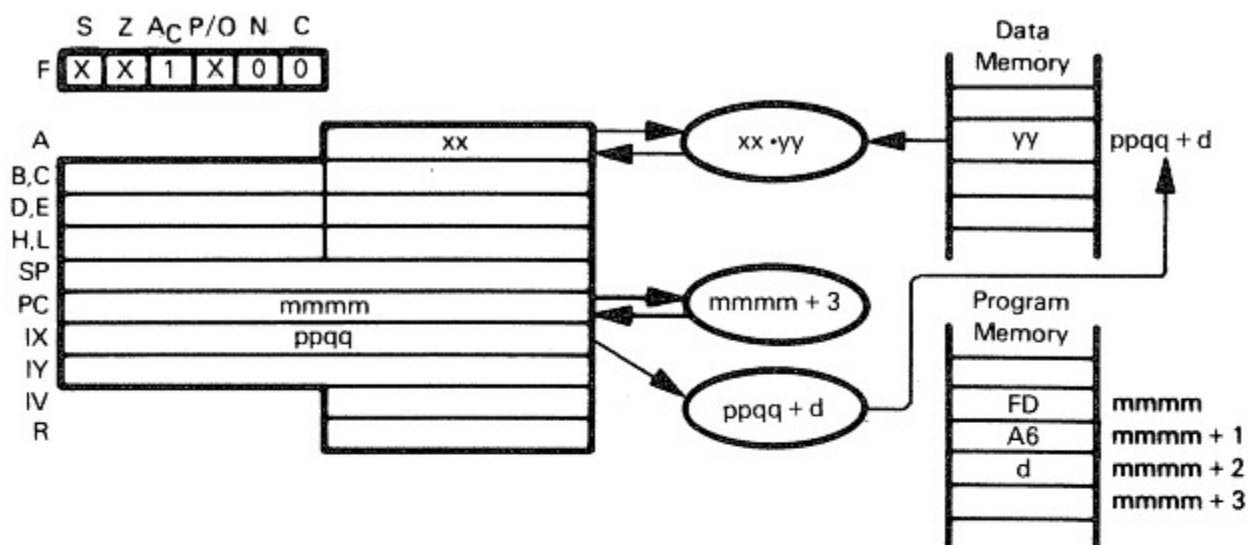 S Z AC P/O N C
F X X 1 X 0 0
Data
Memory
A xx
xx •yy
yy
ppqq + d
B,C
D,E
H,L
SP
PC mmmm
mmmm + 3
IX ppqq
IY
IV
R
ppqq + d
Program
Memory
FD mmmm
A6 mmmm + 1
d mmmm + 2
mmmm + 3